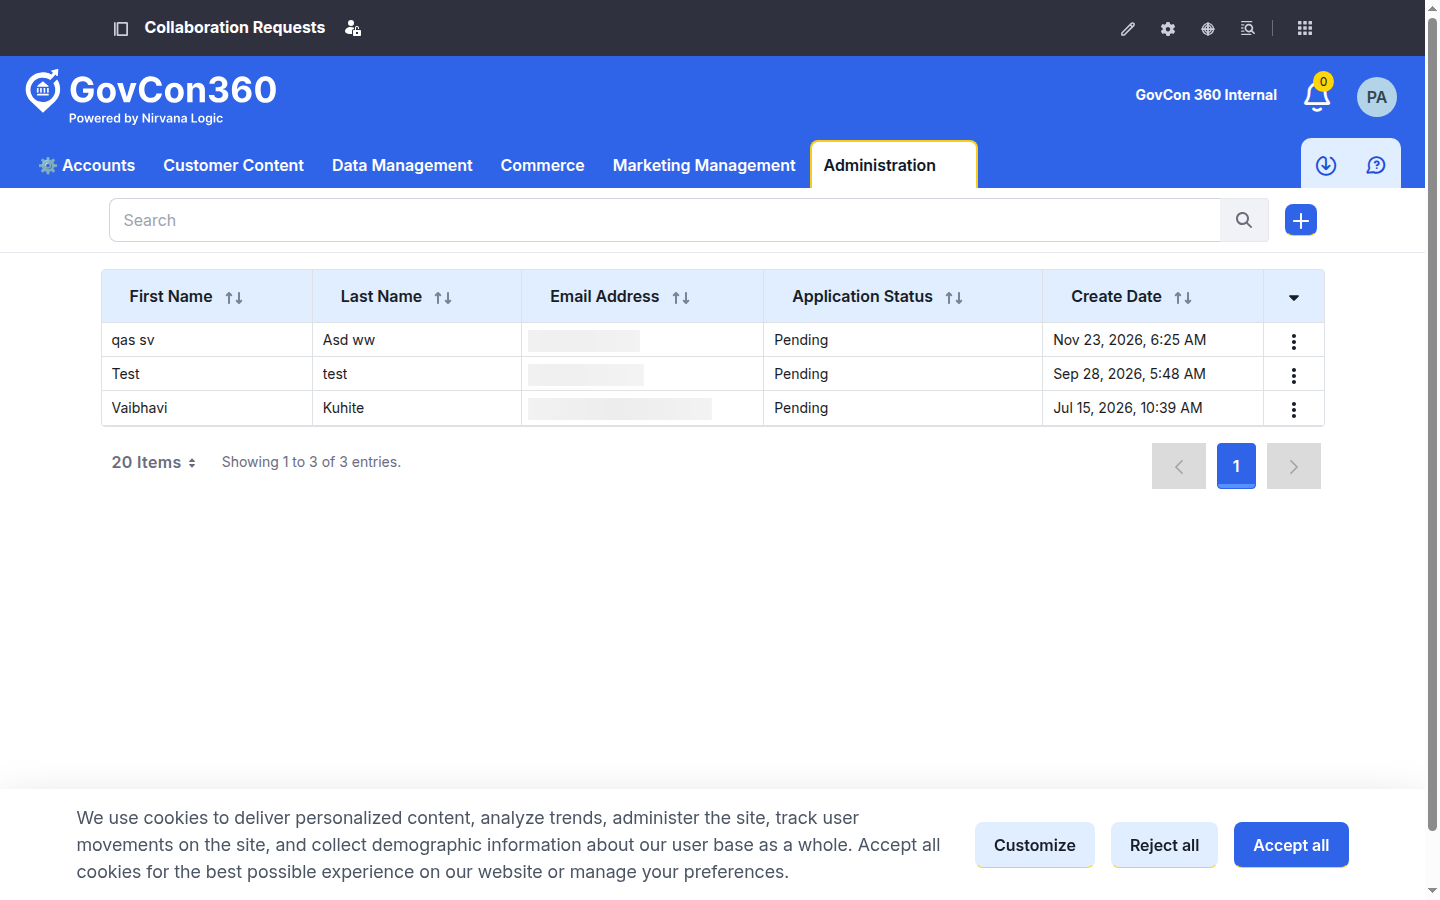 Collaboration Requests
GovCon360
Powered by Nirvana Logic
GovCon 360 Internal
0
PA
Accounts
Customer Content
Data Management
Commerce
Marketing Management
Administration
Search
First Name
Last Name
Email Address
Application Status
Create Date
qas sv
Asd ww
Pending
Nov 23, 2026, 6:25 AM
Test
test
Pending
Sep 28, 2026, 5:48 AM
Vaibhavi
Kuhite
Pending
Jul 15, 2026, 10:39 AM
20 Items
Showing 1 to 3 of 3 entries.
1
We use cookies to deliver personalized content, analyze trends, administer the site, track user
movements on the site, and collect demographic information about our user base as a whole. Accept all
cookies for the best possible experience on our website or manage your preferences.
Customize
Reject all
Accept all